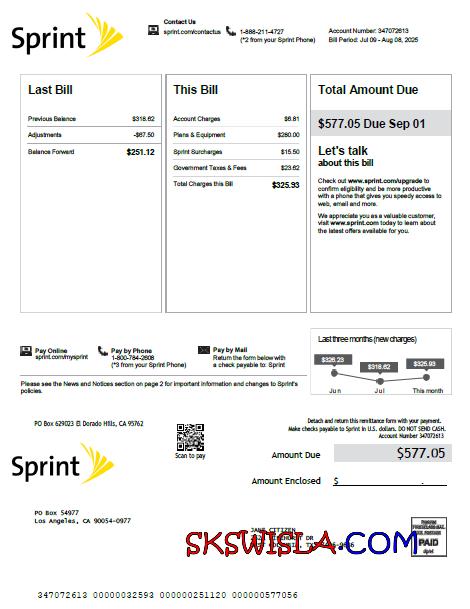 Sprint
Contact Us
sprint.com/contactus
1-888-211-4727
(*2 from your Sprint Phone)
Account Number: 347072613
Bill Period: Jul 09 - Aug 08, 2025
Last Bill
Previous Balance $318.62
Adjustments -$67.50
Balance Forward $251.12
This Bill
Account Charges $6.81
Plans & Equipment $280.00
Sprint Surcharges $15.50
Government Taxes & Fees $23.62
Total Charges this Bill $325.93
Total Amount Due
$577.05 Due Sep 01
Let's talk
about this bill
Check out www.sprint.com/upgrade to
confirm eligibility and be more productive
with a phone that gives you speedy access to
web, email and more.
We appreciate you as a valuable customer,
visit www.sprint.com today to learn about
the latest offers available for you.
Pay Online
sprint.com/mysprint
Pay by Phone
1-800-784-2608
(*3 from your Sprint Phone)
Pay by Mail
Return the form below with
a check payable to: Sprint
Please see the News and Notices section on page 2 for important information and changes to Sprint's
policies.
Last three months (new charges)
$326.23
$318.62
$325.93
Jun
Jul
This month
PO Box 629023 El Dorado Hills, CA 95762
Scan to pay
Detach and return this remittance form with your payment.
Make checks payable to Sprint in U.S. dollars. DO NOT SEND CASH.
Account Number 347072613
Sprint
Amount Due $577.05
Amount Enclosed $ .
PO Box 54977
Los Angeles, CA 90054-0977
JANE CITIZEN
SKSWISLA.COM
PAID
sprint
347072613 00000032593 000000251120 000000577056